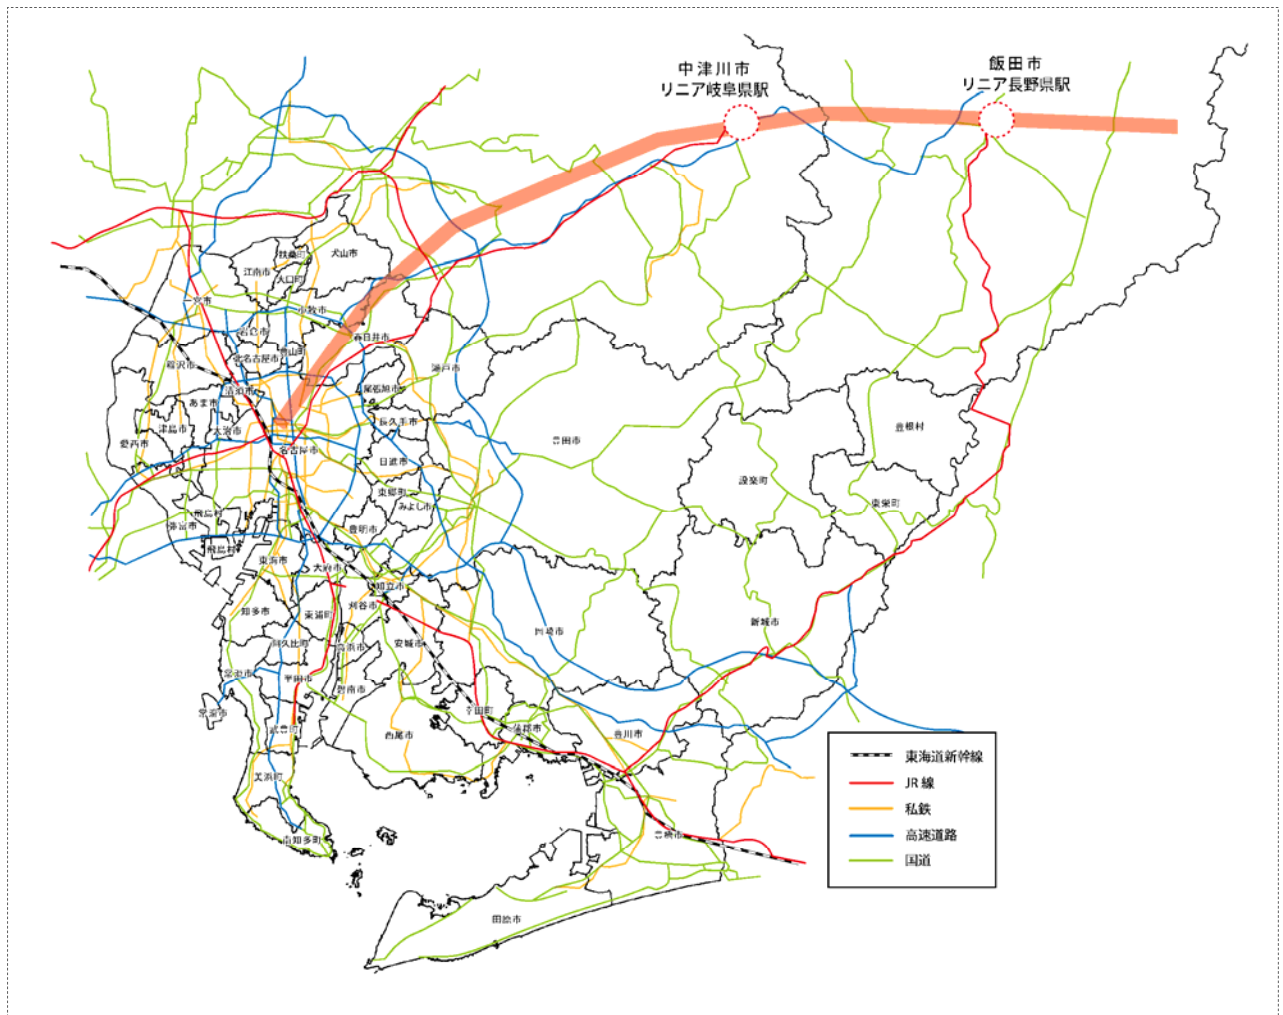 中津川市
リニア岐阜県駅
飯田市
リニア長野県駅
扶桑町
犬山市
江南市
大口町
一宮市
小牧市
岩倉市
春日井市
豊山町
北名古屋市
稲沢市
瀬戸市
清須市
尾張旭市
あま市
津島市
大治市
長久手市
愛西市
名古屋市
日進市
豊田市
豊根村
設楽町
東郷町
みよし市
東栄町
飛島村
弥富市
豊明市
飛島村
東海市
大府市
知立市
知多市
東浦町
刈谷市
岡崎市
新城市
阿久比町
高浜市
安城市
常滑市
半田市
碧南市
常滑市
武豊町
西尾市
幸田町
蒲郡市
豊川市
美浜町
南知多町
豊橋市
田原市
東海道新幹線
JR線
私鉄
高速道路
国道